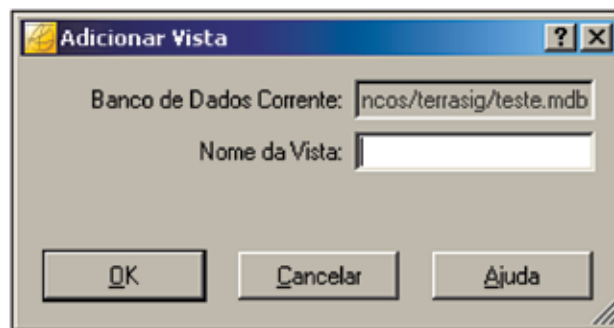 Adicionar Vista
Banco de Dados Corrente: ncos/terrasig/teste.mdb
Nome da Vista:
OK Cancelar Ajuda